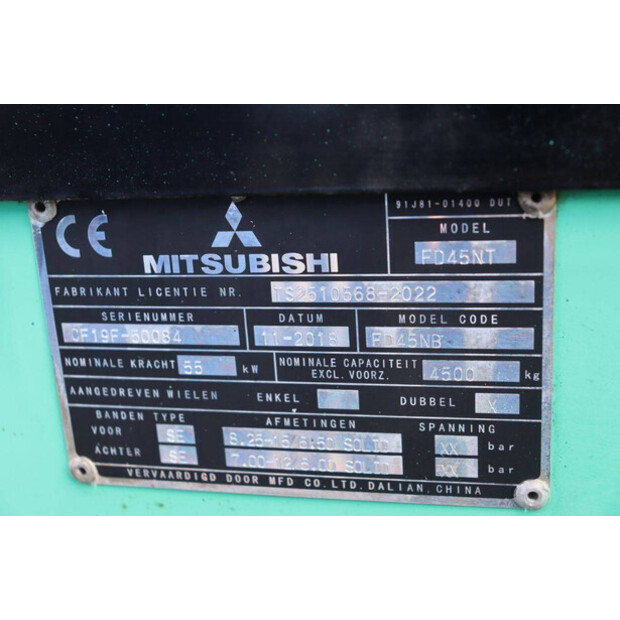 91J81-01400 DUT
CE
MITSUBISHI
MODEL
FD45NT
FABRIKANT LICENTIE NR. TS2510568-2022
SERIENUMMER DATUM MODEL CODE
CF19F-60084 11-2016 FD45NB
NOMINALE KRACHT 55 kW NOMINALE CAPACITEIT EXCL. VOORZ. 4500 kg
AANGEDREVEN WIELEN ENKEL DUBBEL X
BANDEN TYPE AFMETINGEN SPANNING
VOOR SE 8.25-15/6.50 SOLID XX bar
ACHTER SE 7.00-12/5.00 SOLID XX bar
VERVAARDIGD DOOR MFD CO.LTD.DALIAN.CHINA